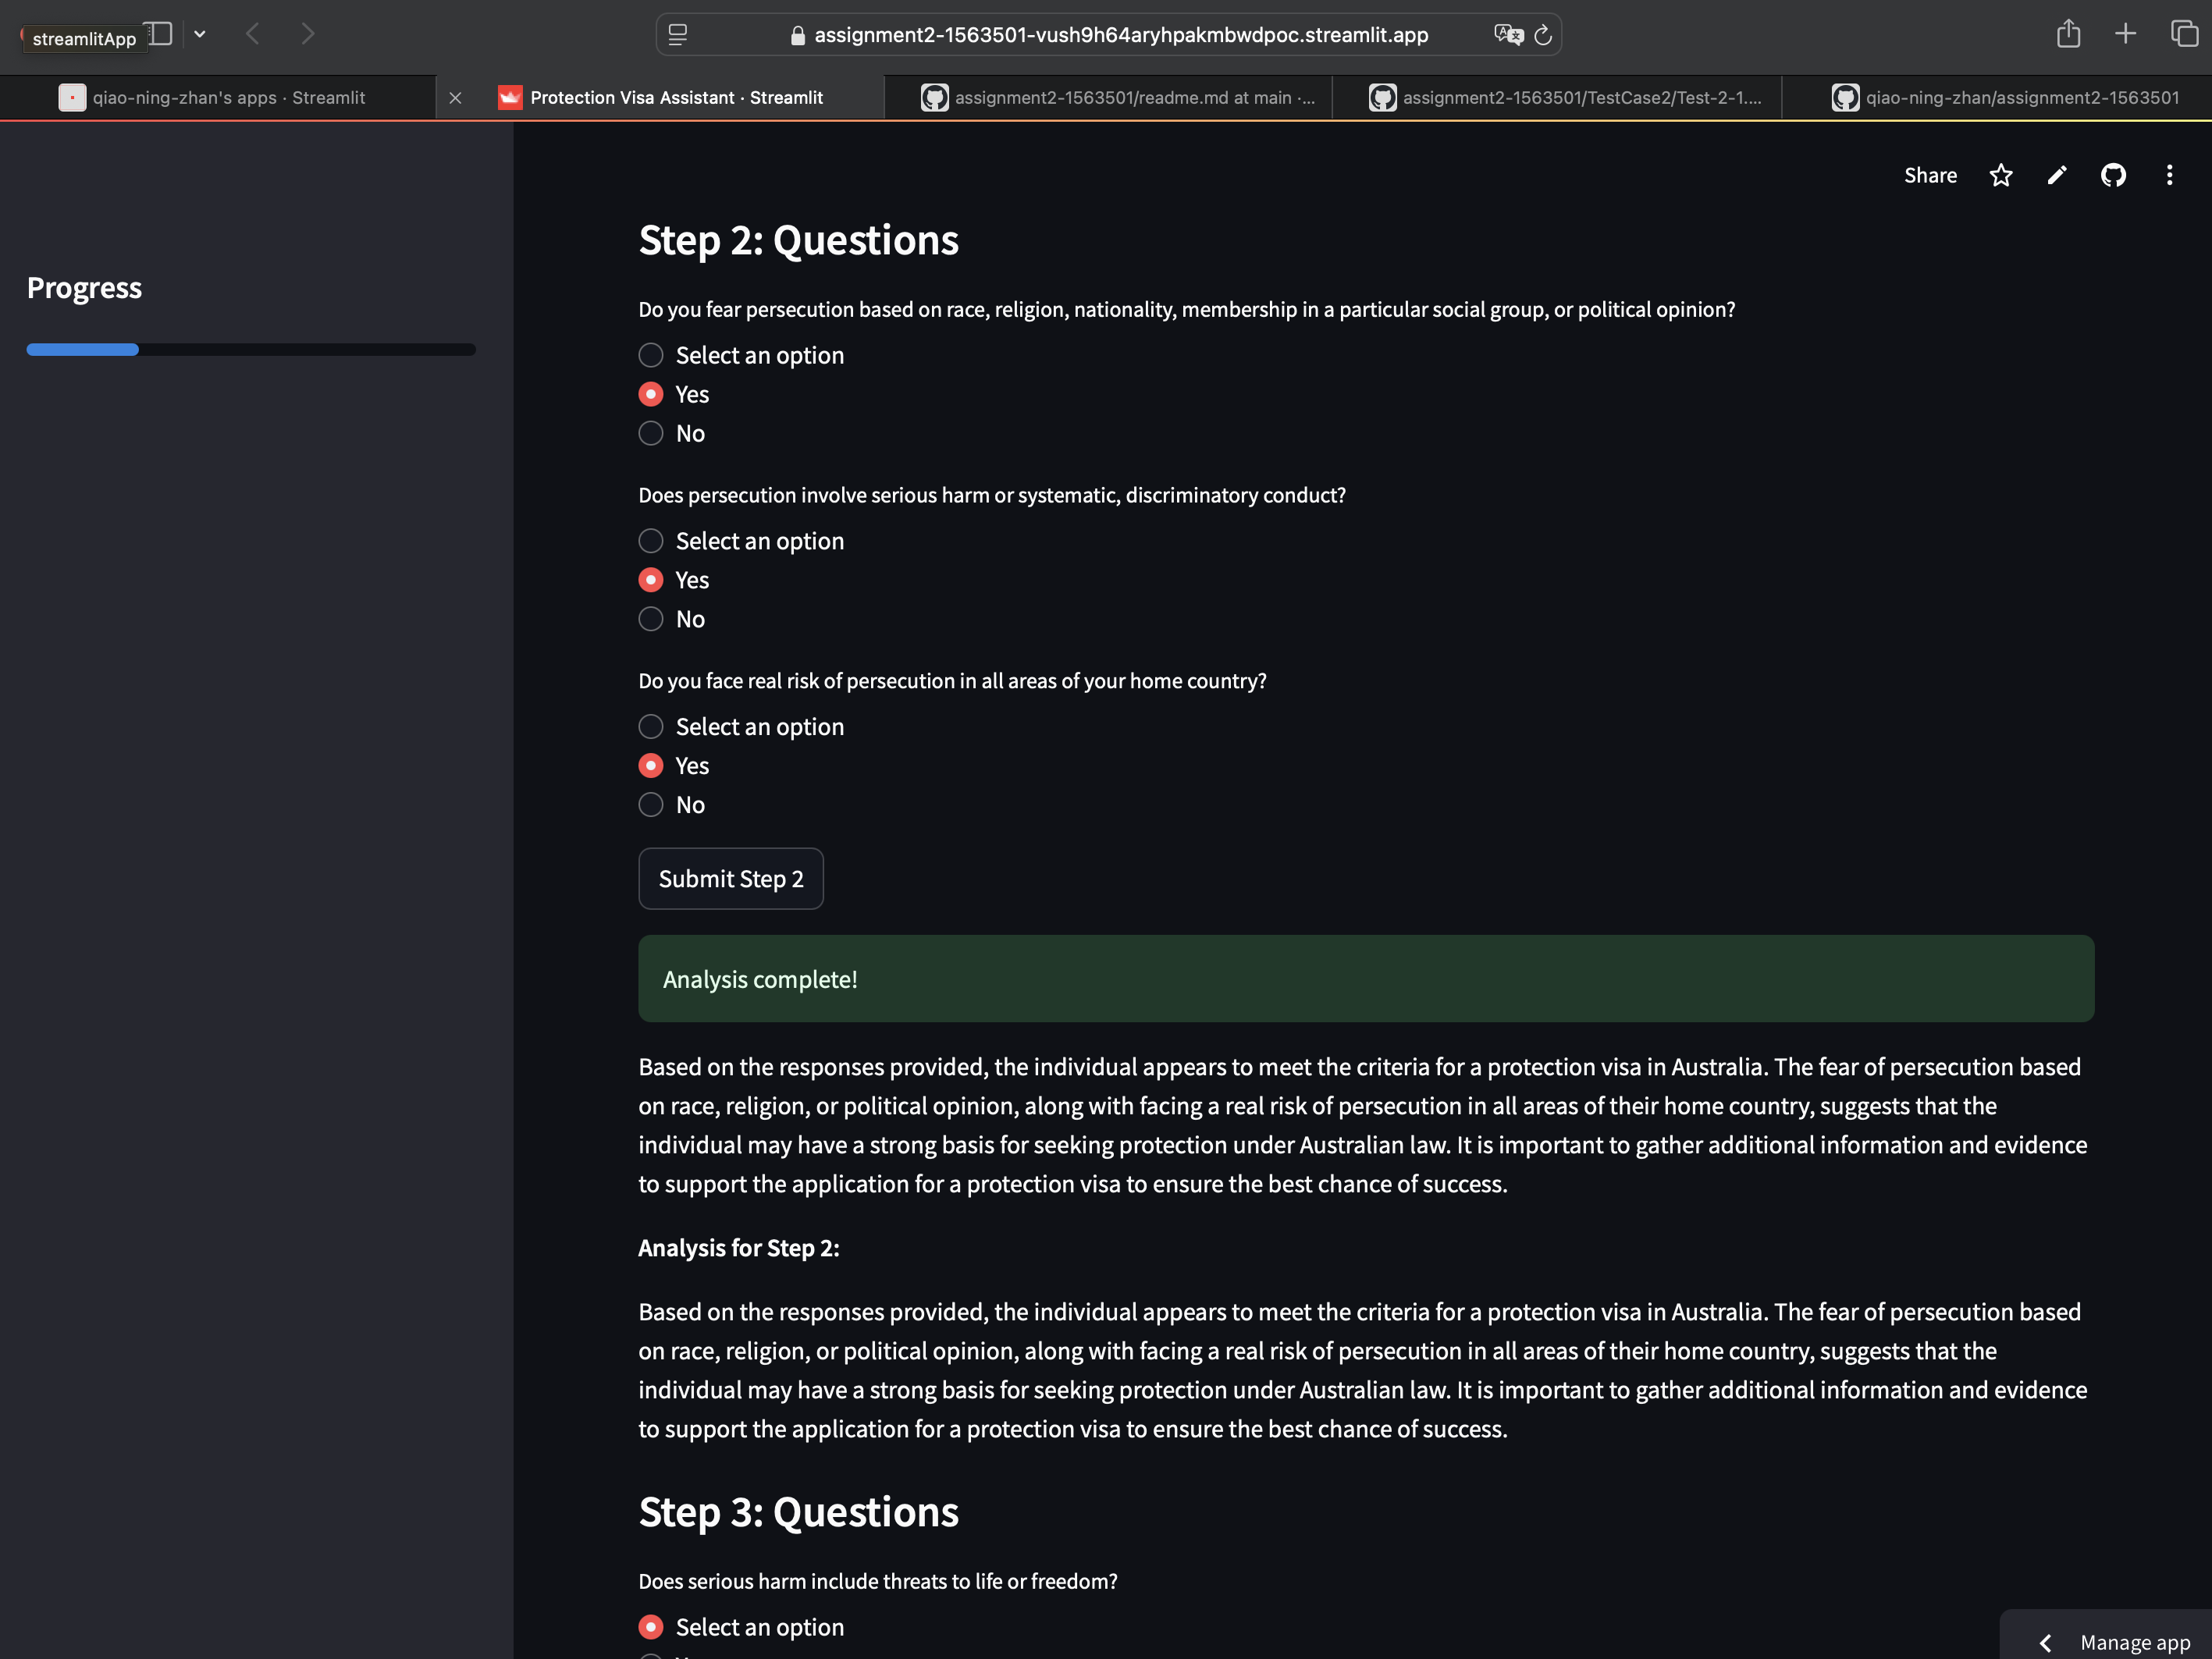 streamlitApp
assignment2-1563501-vush9h64aryhpakmbwdpoc.streamlit.app
qiao-ning-zhan's apps · Streamlit
Protection Visa Assistant · Streamlit
assignment2-1563501/readme.md at main ·...
assignment2-1563501/TestCase2/Test-2-1....
qiao-ning-zhan/assignment2-1563501
Share
Progress
Step 2: Questions
Do you fear persecution based on race, religion, nationality, membership in a particular social group, or political opinion?
Select an option
Yes
No
Does persecution involve serious harm or systematic, discriminatory conduct?
Select an option
Yes
No
Do you face real risk of persecution in all areas of your home country?
Select an option
Yes
No
Submit Step 2
Analysis complete!
Based on the responses provided, the individual appears to meet the criteria for a protection visa in Australia. The fear of persecution based
on race, religion, or political opinion, along with facing a real risk of persecution in all areas of their home country, suggests that the
individual may have a strong basis for seeking protection under Australian law. It is important to gather additional information and evidence
to support the application for a protection visa to ensure the best chance of success.
Analysis for Step 2:
Based on the responses provided, the individual appears to meet the criteria for a protection visa in Australia. The fear of persecution based
on race, religion, or political opinion, along with facing a real risk of persecution in all areas of their home country, suggests that the
individual may have a strong basis for seeking protection under Australian law. It is important to gather additional information and evidence
to support the application for a protection visa to ensure the best chance of success.
Step 3: Questions
Does serious harm include threats to life or freedom?
Select an option
Manage app